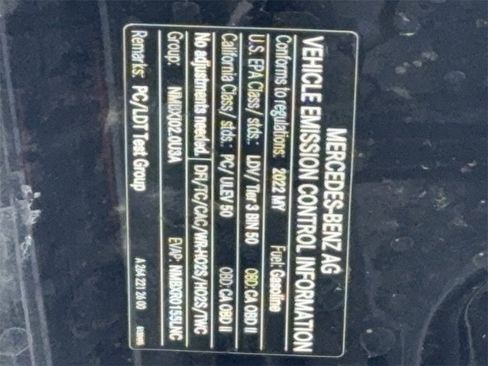 MERCEDES-BENZ AG
VEHICLE EMISSION CONTROL INFORMATION
Conforms to regulations: 2022 MY Fuel: Gasoline
U.S. EPA Class/ stds.: LDV/ Tier 3 BIN 50 OBD: CA OBD II
California Class/ stds.: PC/ ULEV 50 OBD: CA OBD II
No adjustments needed. DFI/TC/CAC/WR-HO2S/HO2S/TWC
Group: EVAP:
Remarks: PC/LDT Test Group A 264 221 26 00